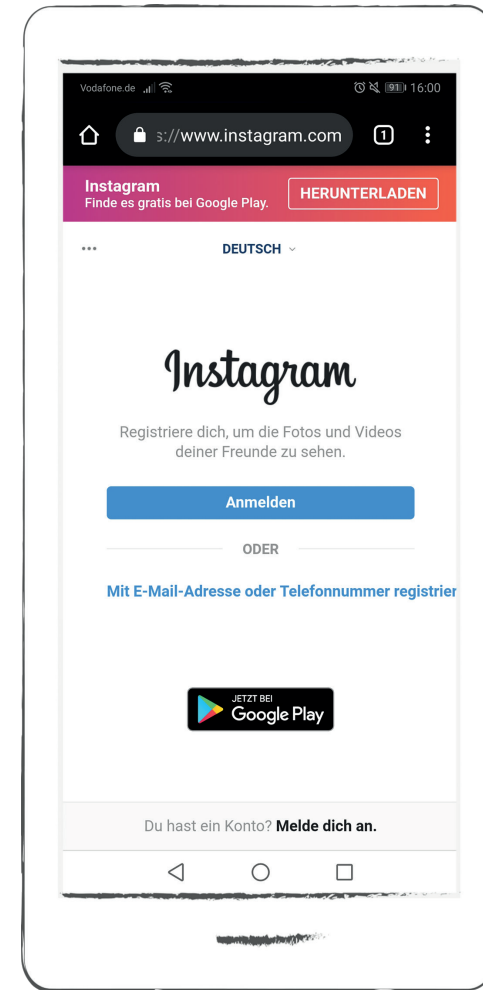 Vodafone.de 91 16:00
s://www.instagram.com 1
Instagram
Finde es gratis bei Google Play.
HERUNTERLADEN
DEUTSCH
Instagram
Registriere dich, um die Fotos und Videos
deiner Freunde zu sehen.
Anmelden
ODER
Mit E-Mail-Adresse oder Telefonnummer registrier
JETZT BEI
Google Play
Du hast ein Konto? Melde dich an.